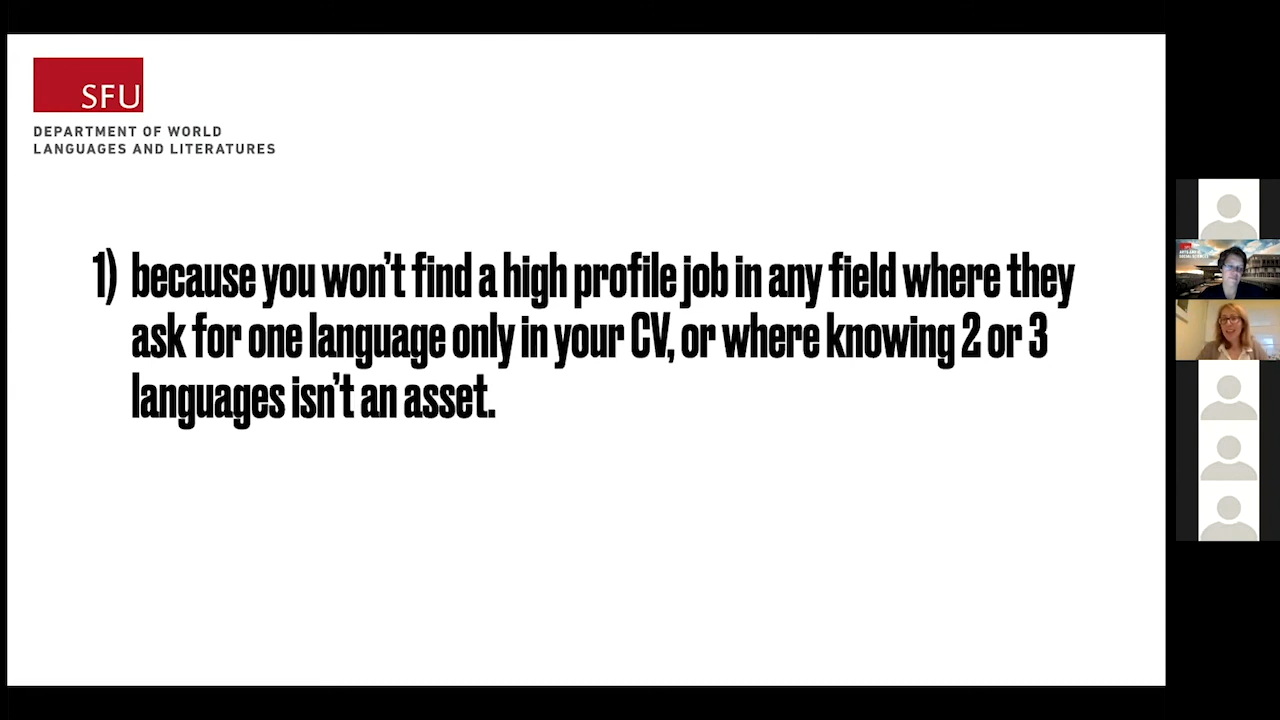 SFU
DEPARTMENT OF WORLD
LANGUAGES AND LITERATURES
1) because you won't find a high profile job in any field where they
ask for one language only in your CV, or where knowing 2 or 3
languages isn't an asset.